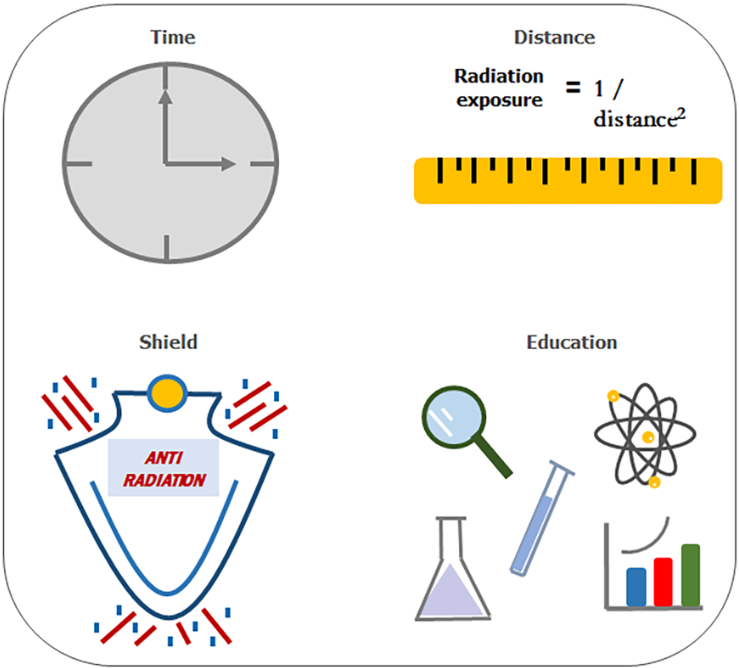 Time
Distance
Radiation
exposure = 1 /
distance²
Shield
Education
ANTI
RADIATION